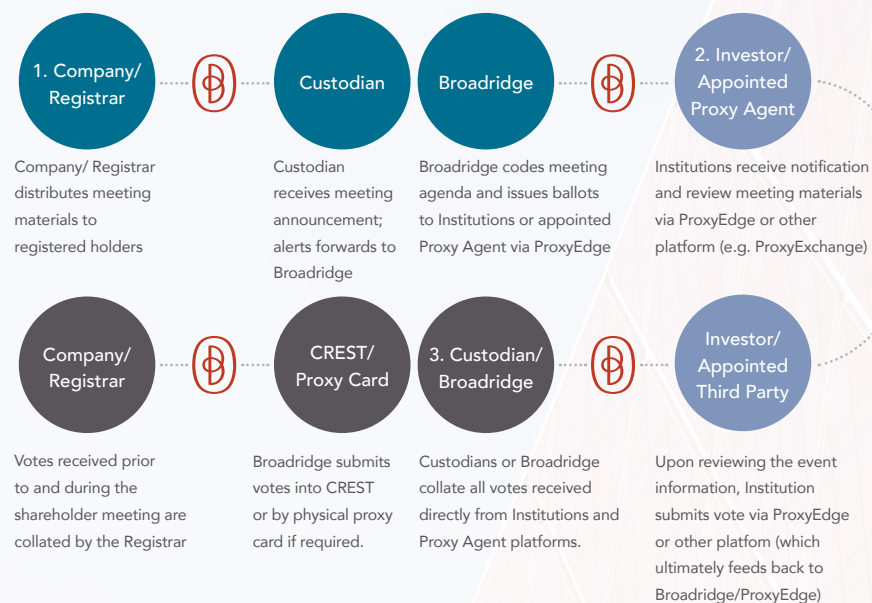 1. Company/
Registrar
Custodian
Broadridge
2. Investor/
Appointed
Proxy Agent
Company/ Registrar
distributes meeting
materials to
registered holders
Custodian
receives meeting
announcement;
alerts forwards to
Broadridge
Broadridge codes meeting
agenda and issues ballots
to Institutions or appointed
Proxy Agent via ProxyEdge
Institutions receive notification
and review meeting materials
via ProxyEdge or other
platform (e.g. ProxyExchange)
Company/
Registrar
CREST/
Proxy Card
3. Custodian/
Broadridge
Investor/
Appointed
Third Party
Votes received prior
to and during the
shareholder meeting are
collated by the Registrar
Broadridge submits
votes into CREST
or by physical proxy
card if required.
Custodians or Broadridge
collate all votes received
directly from Institutions and
Proxy Agent platforms.
Upon reviewing the event
information, Institution
submits vote via ProxyEdge
or other platfom (which
ultimately feeds back to
Broadridge/ProxyEdge)